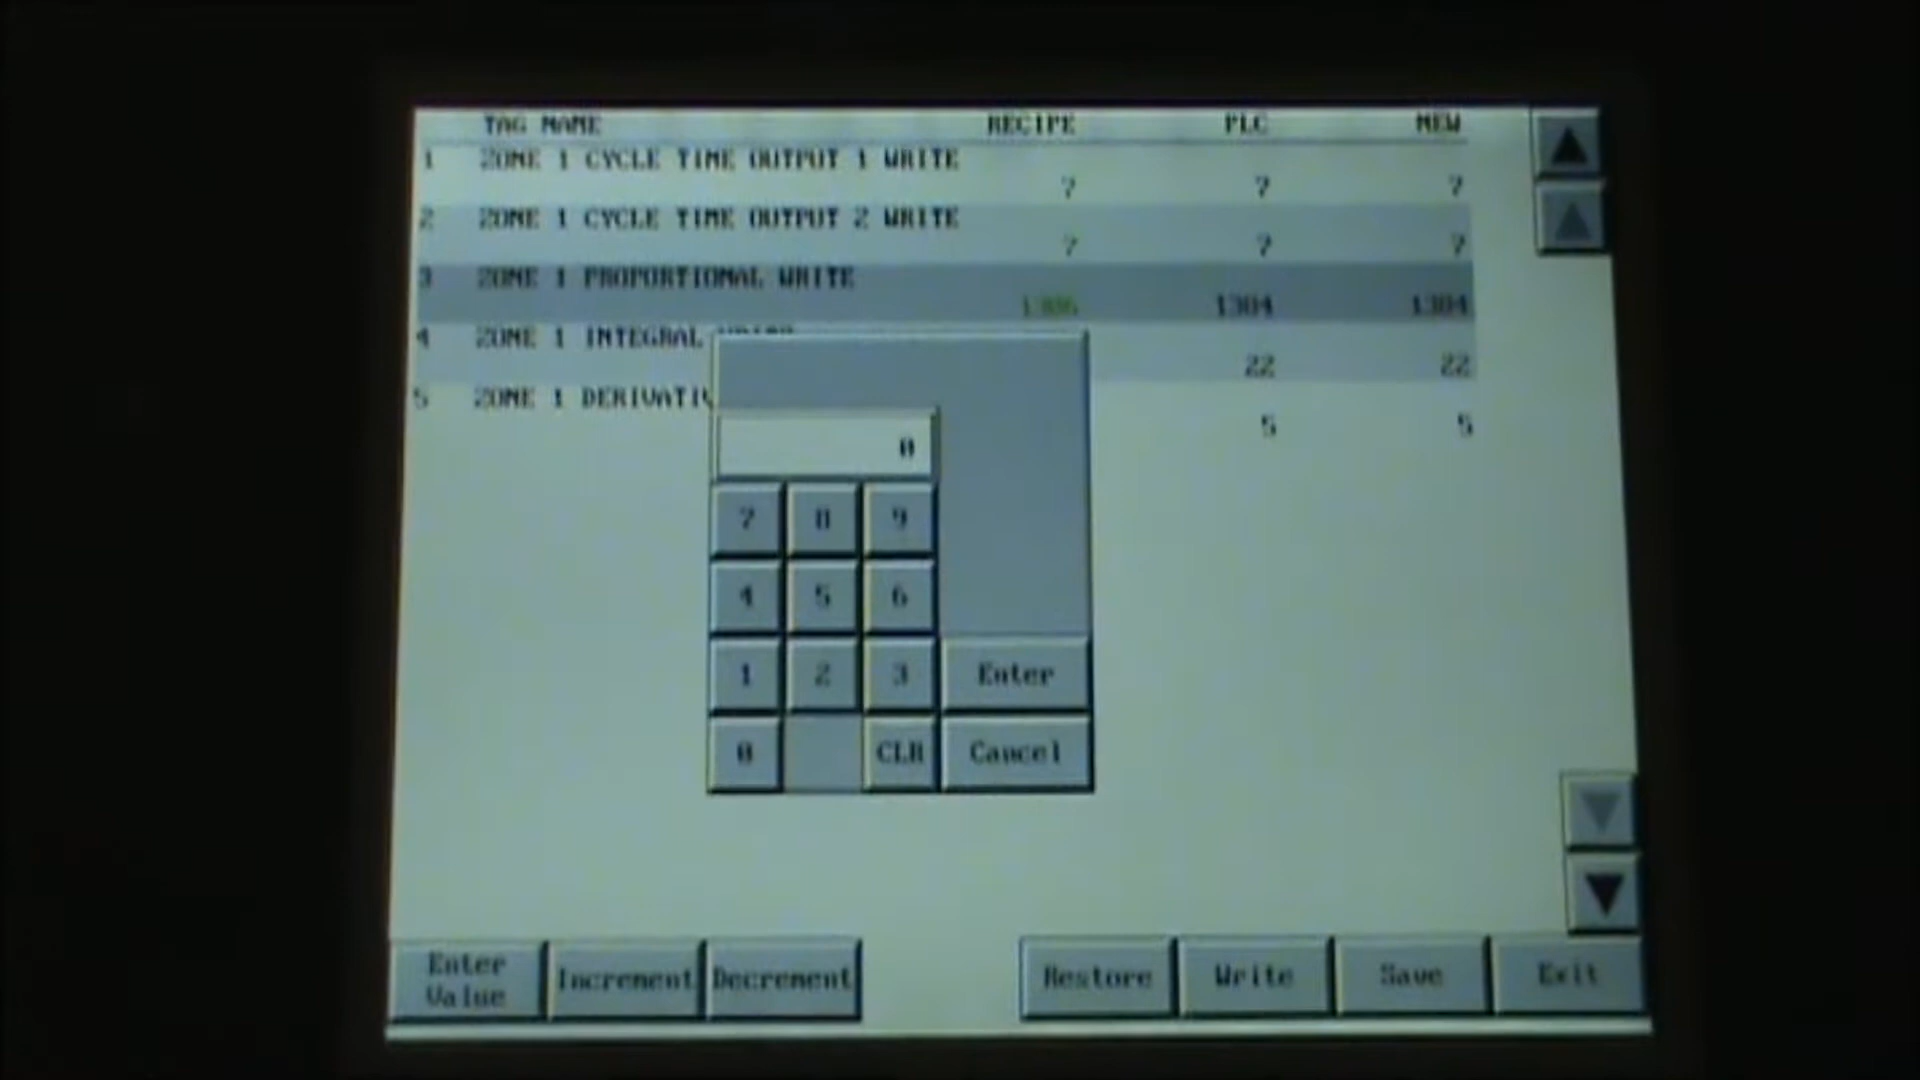 TAG NAME RECIPE PLC NEW
1 ZONE 1 CYCLE TIME OUTPUT 1 WRITE
7 7 7
2 ZONE 1 CYCLE TIME OUTPUT 2 WRITE
7 7 7
3 ZONE 1 PROPORTIONAL WRITE
1304 1304
4 ZONE 1 INTEGRAL
22 22
5 ZONE 1 DERIVATIV
5 5
0
7 8 9
4 5 6
1 2 3 Enter
0 CLR Cancel
Enter
Value
Increment Decrement Restore Write Save Exit